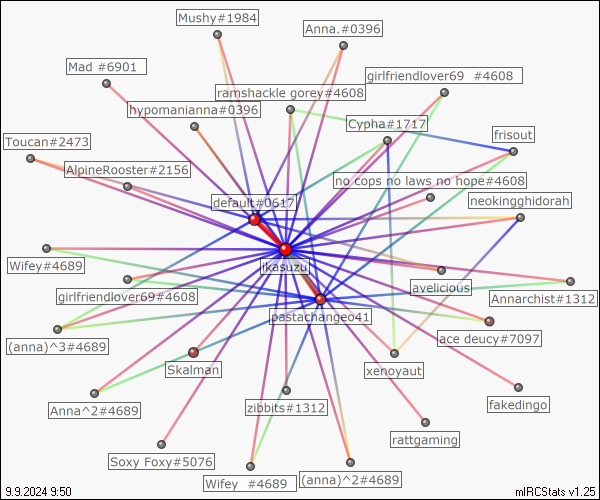 Mushy#1984
Anna.#0396
Mad #6901
girlfriendlover69 #4608
ramshackle gorey#4608
hypomanianna#0396
Cypha#1717
frisout
Toucan#2473
AlpineRooster#2156
no cops no laws no hope#4608
default#0617
neokingghidorah
Wifey#4689
ikasuzu
avelicious
girlfriendlover69#4608
Annarchist#1312
pastachangeo41
(anna)^3#4689
ace deucy#7097
Skalman
xenoyaut
Anna^2#4689
zibbits#1312
fakedingo
rattgaming
Soxy Foxy#5076
Wifey #4689
(anna)^2#4689
9.9.2024 9:50
mIRCStats v1.25